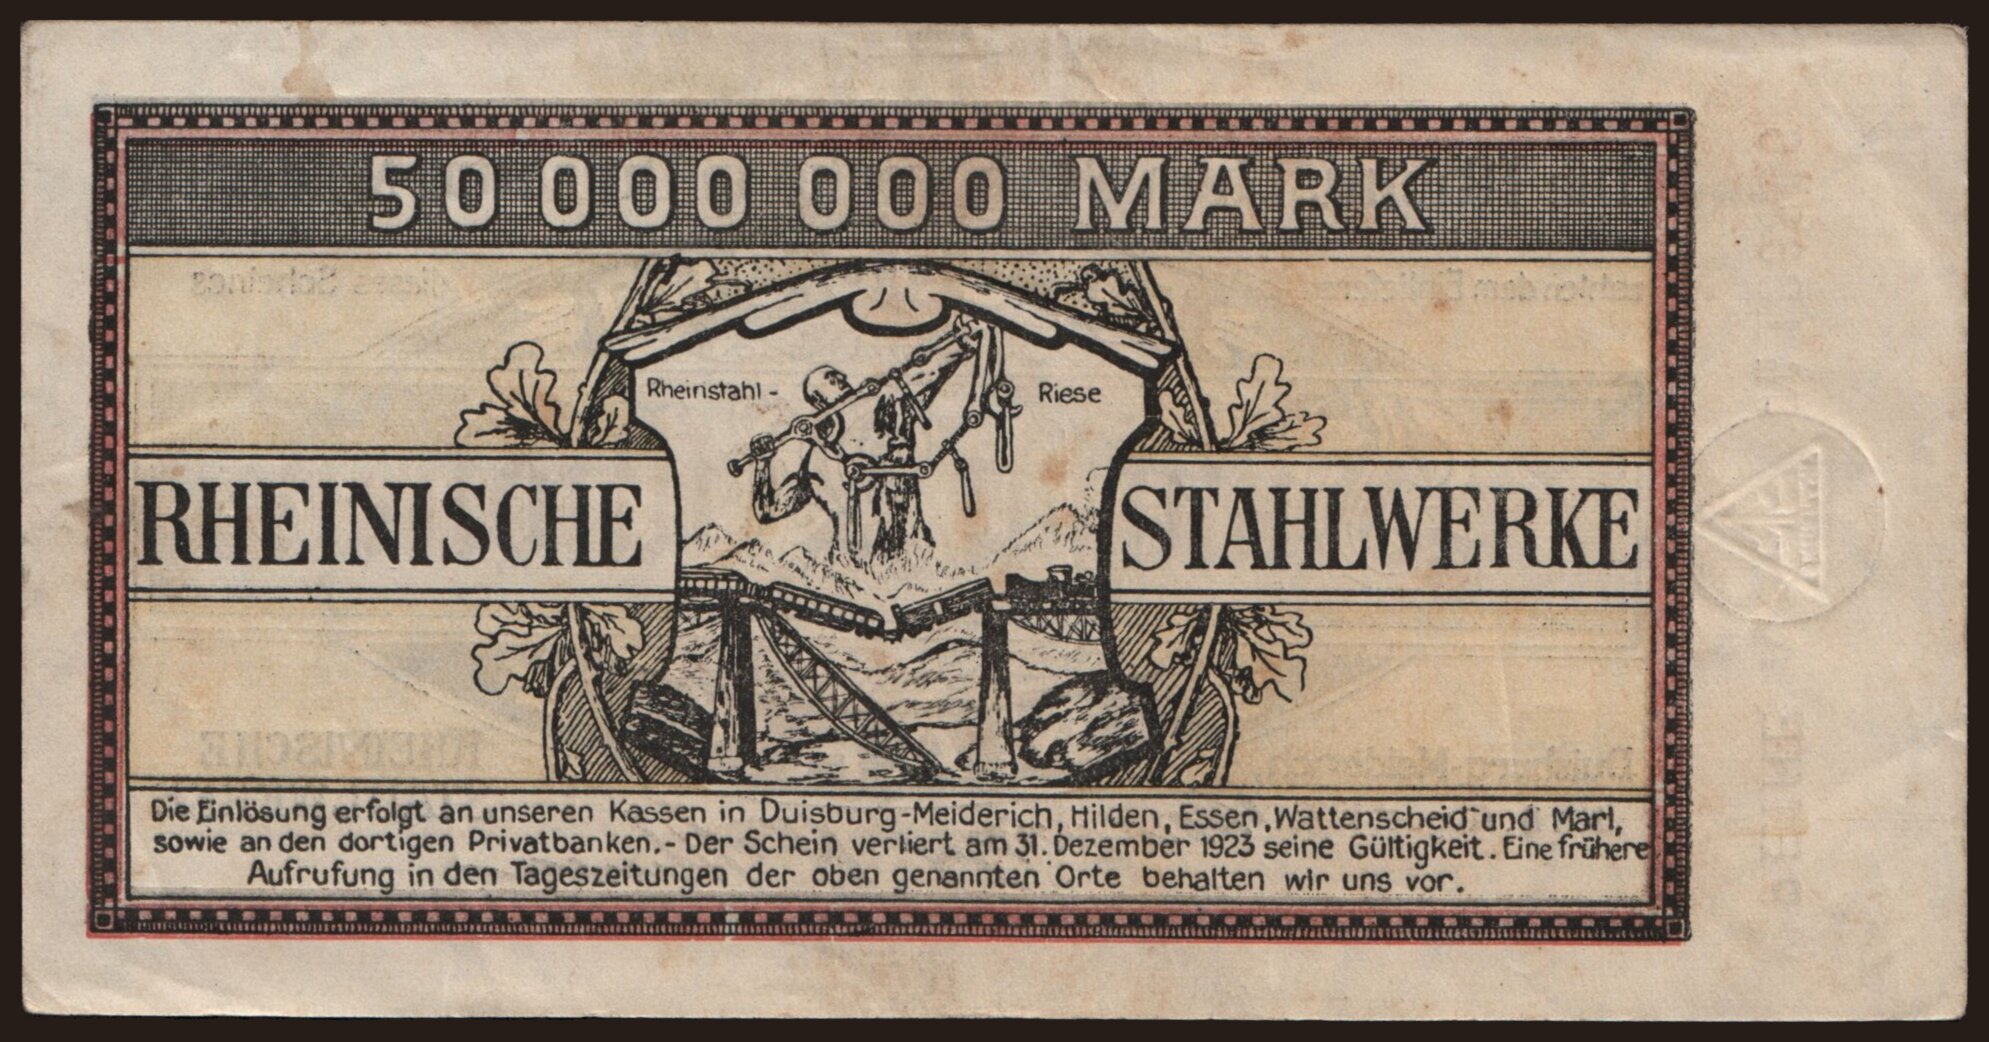 50 000 000 MARK
Rheinstahl - Riese
RHEINISCHE STAHLWERKE
Die Einlösung erfolgt an unseren Kassen in Duisburg-Meiderich, Hilden, Essen, Wattenscheid und Marl,
sowie an den dortigen Privatbanken. - Der Schein verliert am 31. Dezember 1923 seine Gültigkeit. Eine frühere
Aufrufung in den Tageszeitungen der oben genannten Orte behalten wir uns vor.